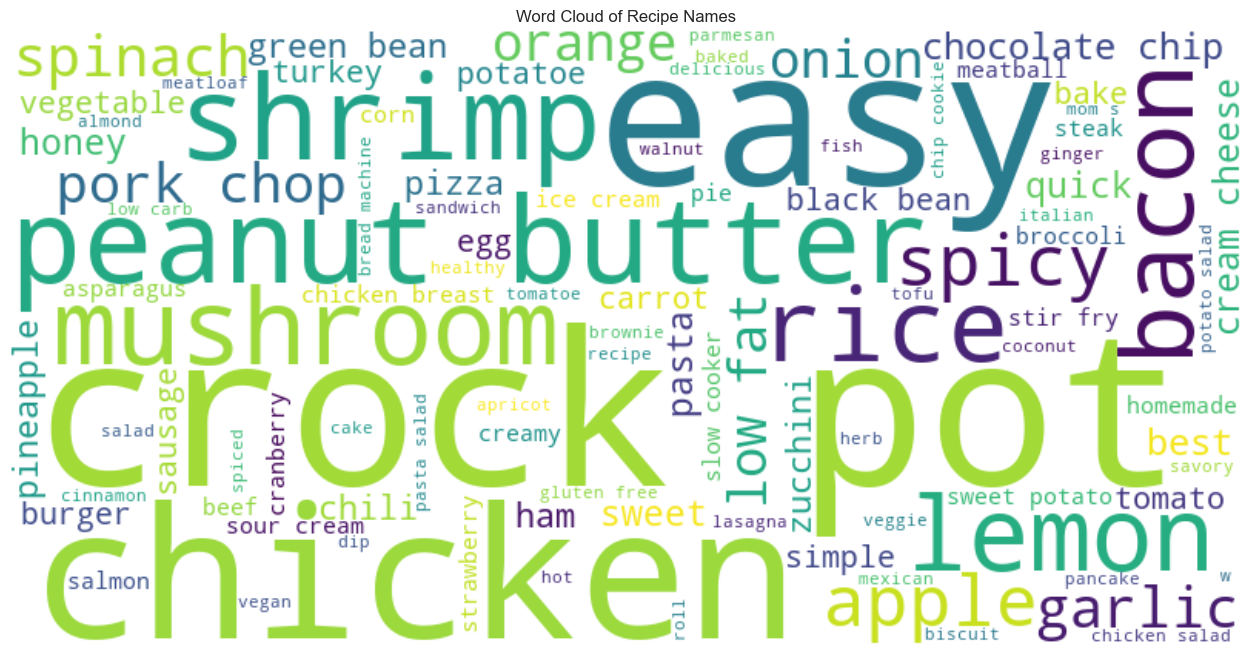 Word Cloud of Recipe Names
spinach
green bean
orange
parmesan
baked
delicious
onion
chocolate chip
meatloaf
turkey
potatoe
meatball
vegetable
almond
honey
shrimp
corn
easy
walnut
fish
chip cookie
bake
mom s
steak
ginger
bacon
cream cheese
pork chop
low carb
bread machine
pizza
sandwich
ice cream
pie
black bean
quick
italian
broccoli
potato salad
peanut butter
egg
healthy
spicy
asparagus
chicken breast
tomatoe
carrot
tofu
mushroom
brownie
recipe
pasta
low fat
rice
stir fry
coconut
pineapple
crock pot
sausage
salad
cranberry
cake
pasta salad
apricot
creamy
slow cooker
zucchini
herb
homemade
best
savory
cinnamon
spiced
burger
beef
chili
sour cream
dip
strawberry
gluten free
ham
sweet
lasagna
veggie
sweet potato
tomato
lemon
chicken
salmon
vegan
hot
roll
simple
mexican
pancake
w
apple
garlic
biscuit
chicken salad